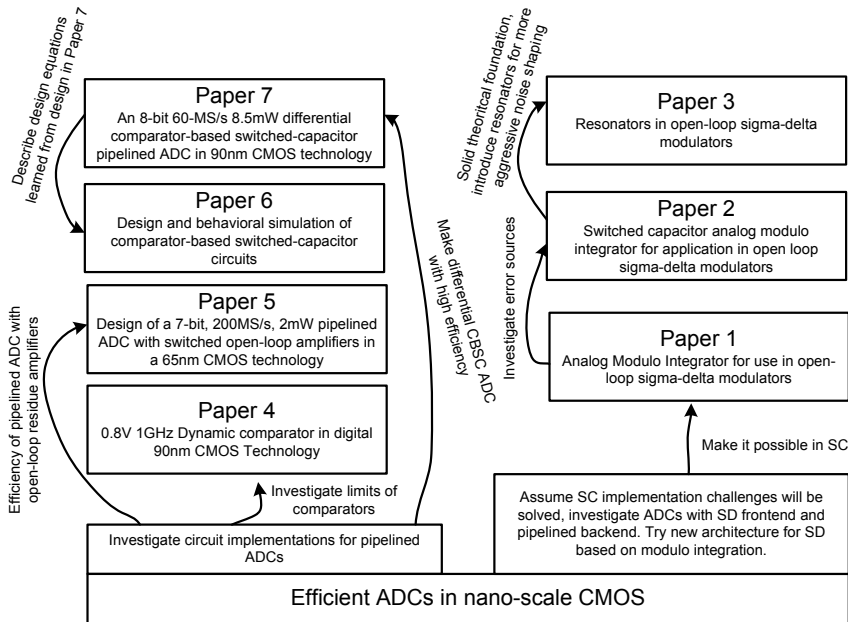 Describe design equations
learned from design in Paper 7
Paper 7
An 8-bit 60-MS/s 8.5mW differential
comparator-based switched-capacitor
pipelined ADC in 90nm CMOS technology
Paper 6
Design and behavioral simulation of
comparator-based switched-capacitor
circuits
Efficiency of pipelined ADC with
open-loop residue amplifiers
Paper 5
Design of a 7-bit, 200MS/s, 2mW pipelined
ADC with switched open-loop amplifiers in
a 65nm CMOS technology
Paper 4
0.8V 1GHz Dynamic comparator in digital
90nm CMOS Technology
Investigate limits of
comparators
Make differential CBSC ADC
with high efficiency
Investigate circuit implementations for pipelined
ADCs
Solid theoritcal foundation,
introduce resonators for more
aggressive noise shaping
Paper 3
Resonators in open-loop sigma-delta
modulators
Paper 2
Switched capacitor analog modulo
integrator for application in open loop
sigma-delta modulators
Investigate error sources
Paper 1
Analog Modulo Integrator for use in open-
loop sigma-delta modulators
Make it possible in SC
Assume SC implementation challenges will be
solved, investigate ADCs with SD frontend and
pipelined backend. Try new architecture for SD
based on modulo integration.
Efficient ADCs in nano-scale CMOS